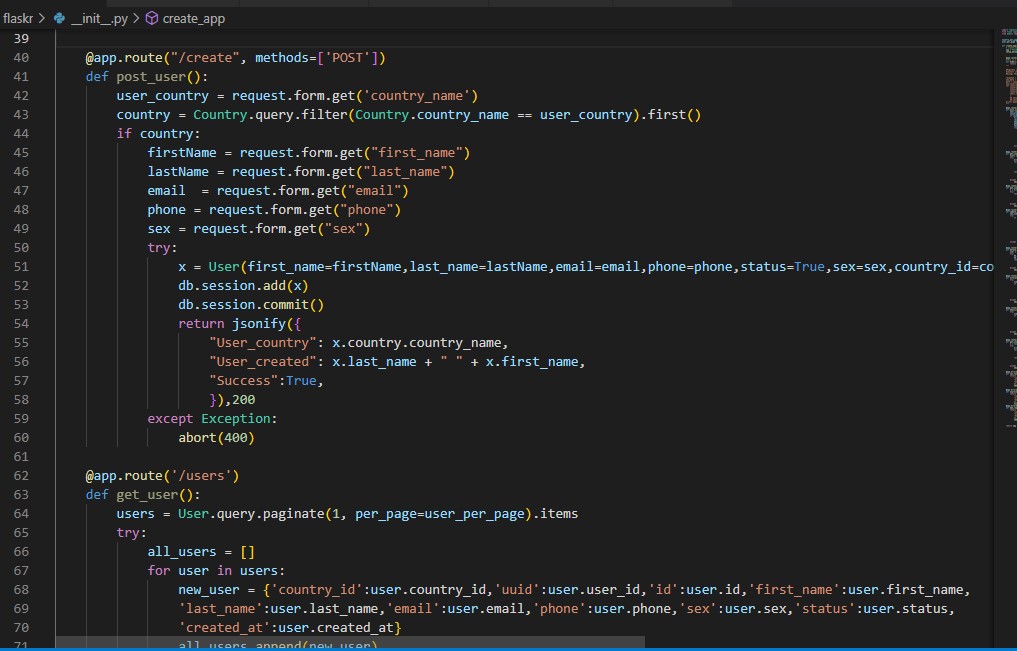 flaskr > __init__.py > create_app
39
40 @app.route("/create", methods=['POST'])
41 def post_user():
42 user_country = request.form.get('country_name')
43 country = Country.query.filter(Country.country_name == user_country).first()
44 if country:
45 firstName = request.form.get("first_name")
46 lastName = request.form.get("last_name")
47 email  = request.form.get("email")
48 phone = request.form.get("phone")
49 sex = request.form.get("sex")
50 try:
51 x = User(first_name=firstName,last_name=lastName,email=email,phone=phone,status=True,sex=sex,country_id=co
52 db.session.add(x)
53 db.session.commit()
54 return jsonify({
55 "User_country": x.country.country_name,
56 "User_created": x.last_name + " " + x.first_name,
57 "Success":True,
58 }),200
59 except Exception:
60 abort(400)
61
62 @app.route('/users')
63 def get_user():
64 users = User.query.paginate(1, per_page=user_per_page).items
65 try:
66 all_users = []
67 for user in users:
68 new_user = {'country_id':user.country_id,'uuid':user.user_id,'id':user.id,'first_name':user.first_name,
69 'last_name':user.last_name,'email':user.email,'phone':user.phone,'sex':user.sex,'status':user.status,
70 'created_at':user.created_at}
71 all_users.append(new_user)